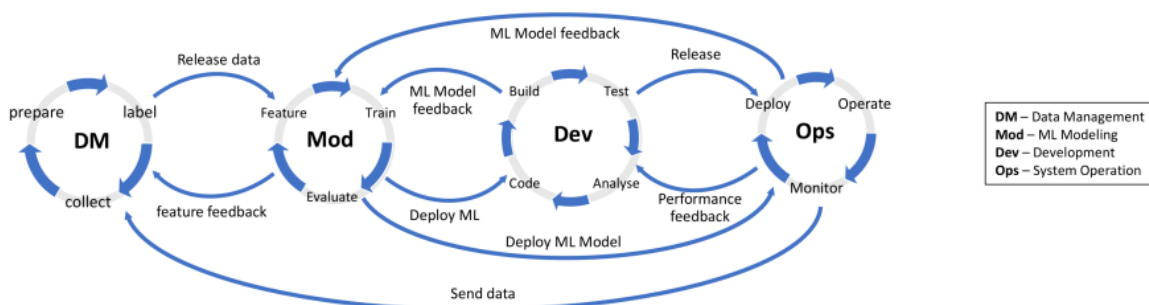 ML Model feedback
Release data
Release
prepare
label
DM
collect
feature feedback
Feature
Train
Mod
Evaluate
ML Model
feedback
Deploy ML
Build
Test
Dev
Code
Analyse
Performance
feedback
Deploy ML Model
Deploy
Operate
Ops
Monitor
Send data
DM – Data Management
Mod – ML Modeling
Dev – Development
Ops – System Operation